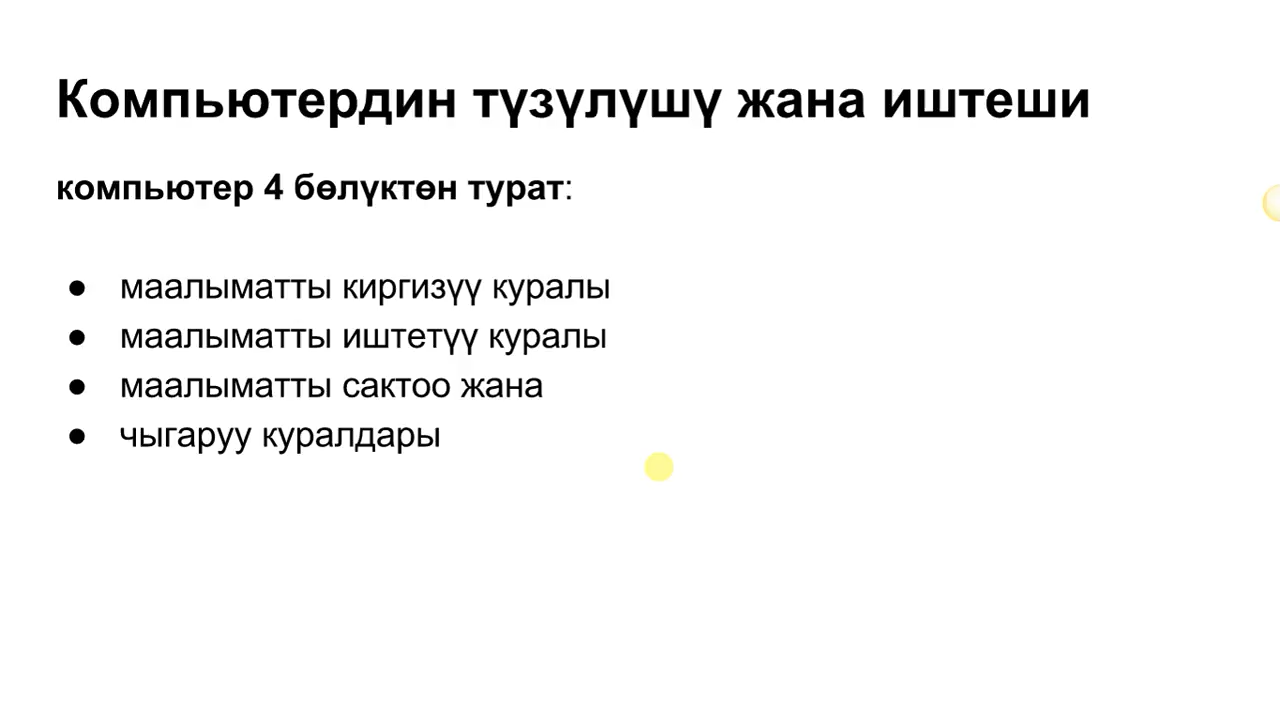 Компьютердин түзүлүшү жана иштеши
компьютер 4 бөлүктөн турат:
● маалыматты киргизүү куралы
● маалыматты иштетүү куралы
● маалыматты сактоо жана
● чыгаруу куралдары